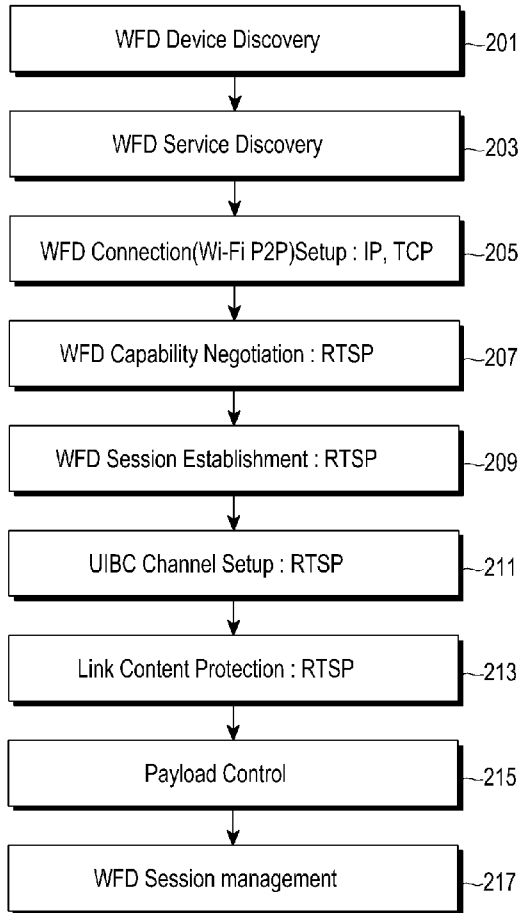 WFD Device Discovery
201
WFD Service Discovery
203
WFD Connection(Wi-Fi P2P)Setup : IP, TCP
205
WFD Capability Negotiation : RTSP
207
WFD Session Establishment : RTSP
209
UIBC Channel Setup : RTSP
211
Link Content Protection : RTSP
213
Payload Control
215
WFD Session management
217